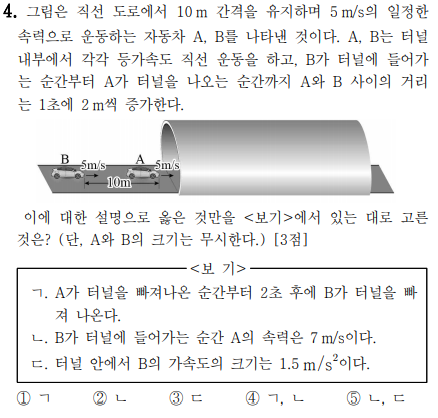 4. 그림은 직선 도로에서 10m 간격을 유지하며 5m/s의 일정한
속력으로 운동하는 자동차 A, B를 나타낸 것이다. A, B는 터널
내부에서 각각 등가속도 직선 운동을 하고, B가 터널에 들어가
는 순간부터 A가 터널을 나오는 순간까지 A와 B 사이의 거리
는 1초에 2m씩 증가한다.
B 5m/s A 5m/s
10m
이에 대한 설명으로 옳은 것만을 <보기>에서 있는 대로 고른
것은? (단, A와 B의 크기는 무시한다.) [3점]
<보 기>
ㄱ. A가 터널을 빠져나온 순간부터 2초 후에 B가 터널을 빠
져 나온다.
ㄴ. B가 터널에 들어가는 순간 A의 속력은 7m/s이다.
ㄷ. 터널 안에서 B의 가속도의 크기는 1.5m/s²이다.
① ㄱ ② ㄴ ③ ㄷ ④ ㄱ, ㄴ ⑤ ㄴ, ㄷ